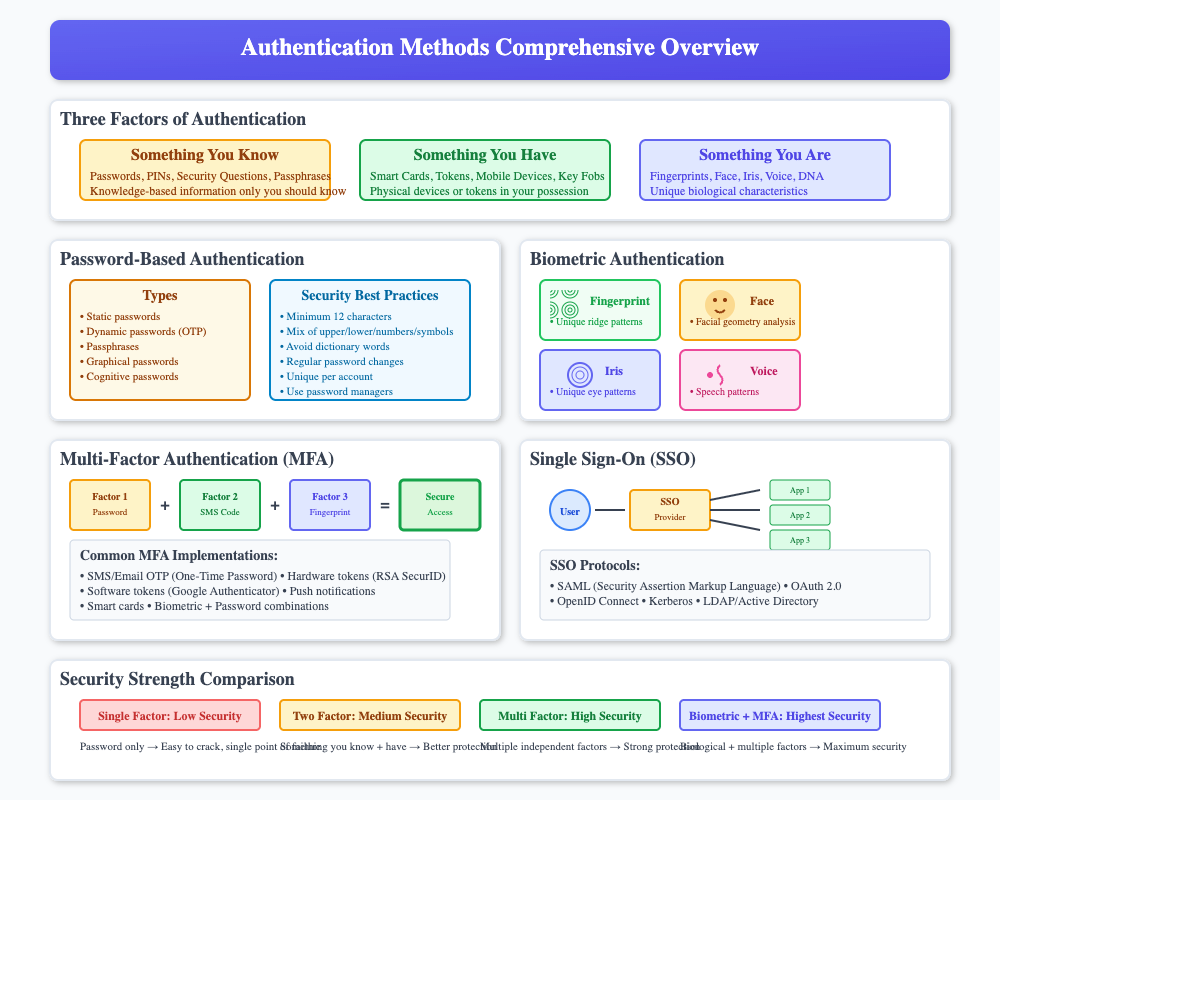 Authentication Methods Comprehensive Overview
Three Factors of Authentication
Something You Know
Passwords, PINs, Security Questions, Passphrases
Knowledge-based information only you should know
Something You Have
Smart Cards, Tokens, Mobile Devices, Key Fobs
Physical devices or tokens in your possession
Something You Are
Fingerprints, Face, Iris, Voice, DNA
Unique biological characteristics
Password-Based Authentication
Types
• Static passwords
• Dynamic passwords (OTP)
• Passphrases
• Graphical passwords
• Cognitive passwords
Security Best Practices
• Minimum 12 characters
• Mix of upper/lower/numbers/symbols
• Avoid dictionary words
• Regular password changes
• Unique per account
• Use password managers
Biometric Authentication
Fingerprint
• Unique ridge patterns
Face
• Facial geometry analysis
Iris
• Unique eye patterns
Voice
• Speech patterns
Multi-Factor Authentication (MFA)
Factor 1
Password
+
Factor 2
SMS Code
+
Factor 3
Fingerprint
=
Secure
Access
Common MFA Implementations:
• SMS/Email OTP (One-Time Password) • Hardware tokens (RSA SecurID)
• Software tokens (Google Authenticator) • Push notifications
• Smart cards • Biometric + Password combinations
Single Sign-On (SSO)
User
SSO
Provider
App 1
App 2
App 3
SSO Protocols:
• SAML (Security Assertion Markup Language) • OAuth 2.0
• OpenID Connect • Kerberos • LDAP/Active Directory
Security Strength Comparison
Single Factor: Low Security
Password only → Easy to crack, single point of failure
Two Factor: Medium Security
Something you know + have → Better protection
Multi Factor: High Security
Multiple independent factors → Strong protection
Biometric + MFA: Highest Security
Biological + multiple factors → Maximum security